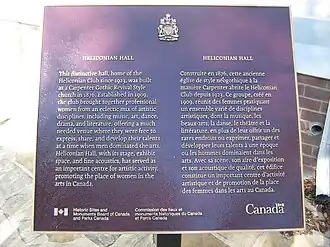 HELICONIAN HALL
This distinctive hall, home of the
Heliconian Club since 1923, was built
as a Carpenter Gothic Revival Style
church in 1876. Established in 1909,
the club brought together professional
women from an eclectic mix of artistic
disciplines, including music, art, dance,
drama, and literature, offering a much
needed venue where they were free to
express, share, and develop their talents
at a time when men dominated the arts.
Heliconian Hall, with its stage, exhibit
space, and fine acoustics, has served as
an important centre for artistic activity,
promoting the place of women in the
arts in Canada.
HELICONIAN HALL
Construite en 1876, cette ancienne
église de style néogothique à la
manière Carpenter abrite le Heliconian
Club depuis 1923. Ce groupe, créé en
1909, réunit des femmes pratiquant
un ensemble varié de disciplines
artistiques, dont la musique, les
beaux-arts, la danse, le théâtre et la
littérature, en plus de leur offrir un des
rares endroits où exprimer, partager et
développer leurs talents à une époque
où les hommes dominaient dans les
arts. Avec sa scène, son aire d'exposition
et son acoustique de qualité, cet édifice
constitue un important centre d'activité
artistique et de promotion de la place
des femmes dans les arts au Canada.
Historic Sites and
Monuments Board of Canada
and Parks Canada
Commission des lieux et
monuments historiques du Canada
et Parcs Canada
Canada